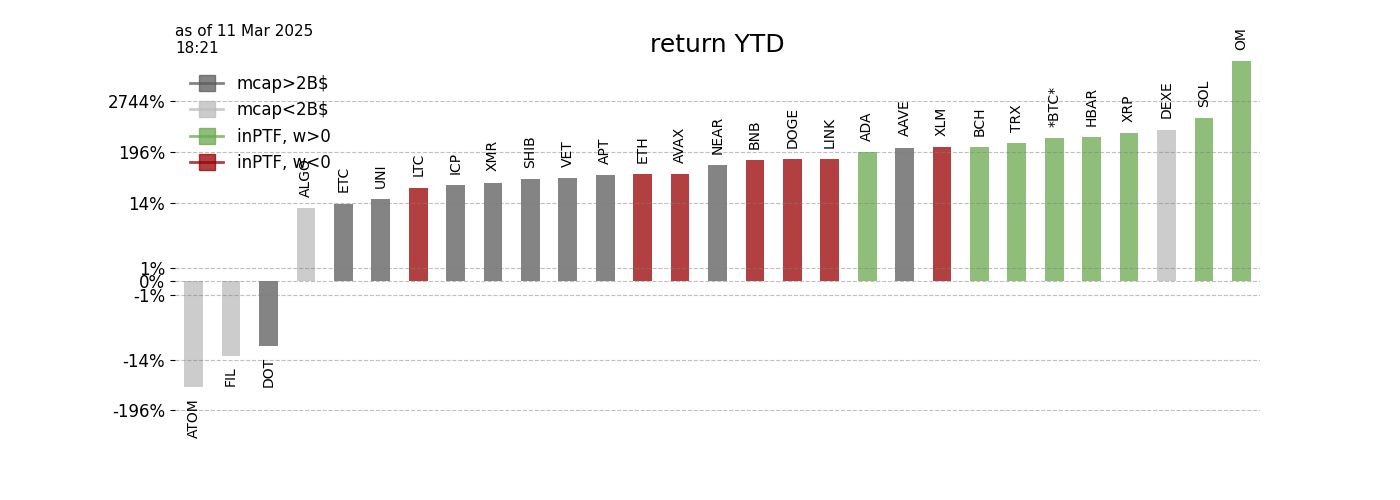 as of 11 Mar 2025
18:21
return YTD
mcap>2B$
mcap<2B$
inPTF, w>0
inPTF, w<0
2744%
196%
14%
1%
0%
-1%
-14%
-196%
ATOM
FIL
DOT
ALGO
ETC
UNI
LTC
ICP
XMR
SHIB
VET
APT
ETH
AVAX
NEAR
BNB
DOGE
LINK
ADA
AAVE
XLM
BCH
TRX
*BTC*
HBAR
XRP
DEXE
SOL
OM